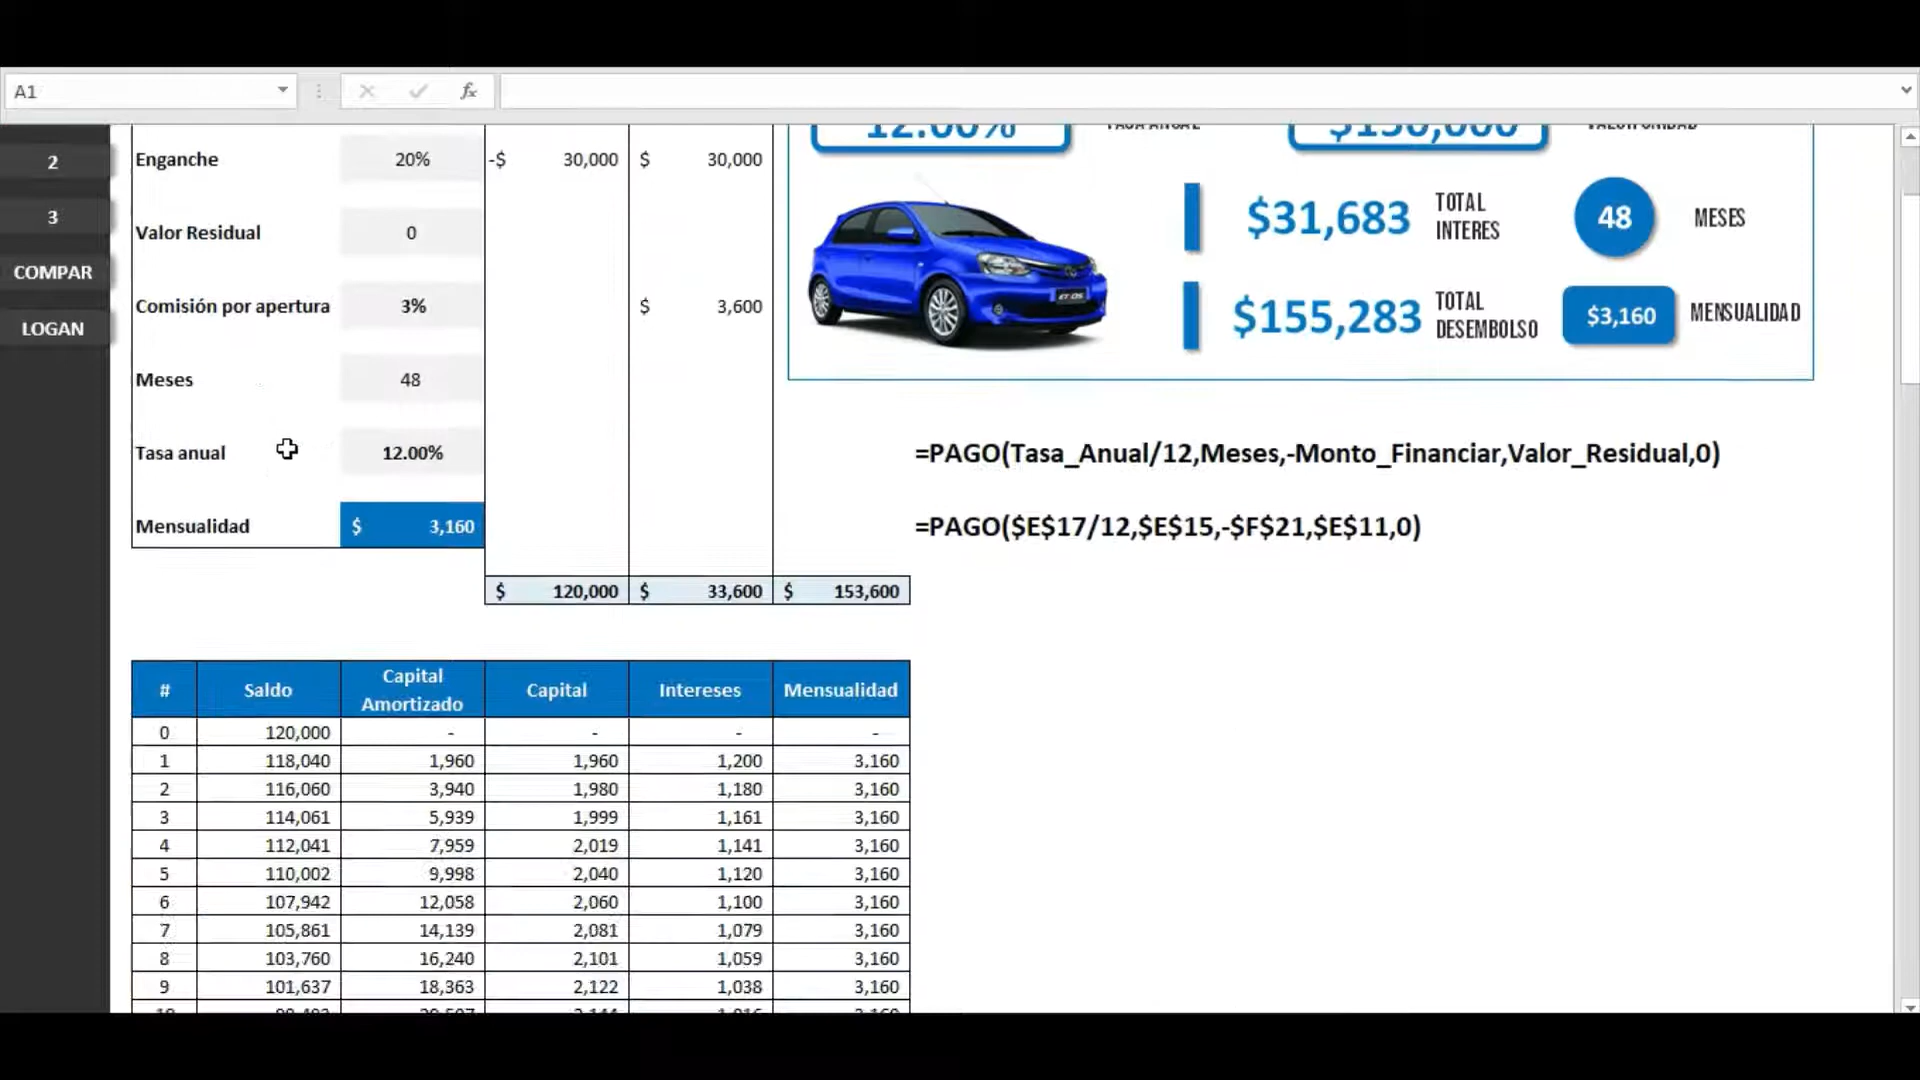 A1
fx
2
3
COMPAR
LOGAN
Enganche 20% -$ 30,000 $ 30,000
Valor Residual 0
Comisión por apertura 3% $ 3,600
Meses 48
Tasa anual 12.00%
Mensualidad $ 3,160
$ 120,000 $ 33,600 $ 153,600
12.00% TASA ANUAL $150,000
$31,683 TOTAL INTERES 48 MESES
$155,283 TOTAL DESEMBOLSO $3,160 MENSUALIDAD
=PAGO(Tasa_Anual/12,Meses,-Monto_Financiar,Valor_Residual,0)
=PAGO($E$17/12,$E$15,-$F$21,$E$11,0)
# Saldo Capital Amortizado Capital Intereses Mensualidad
0 120,000 - - - -
1 118,040 1,960 1,960 1,200 3,160
2 116,060 3,940 1,980 1,180 3,160
3 114,061 5,939 1,999 1,161 3,160
4 112,041 7,959 2,019 1,141 3,160
5 110,002 9,998 2,040 1,120 3,160
6 107,942 12,058 2,060 1,100 3,160
7 105,861 14,139 2,081 1,079 3,160
8 103,760 16,240 2,101 1,059 3,160
9 101,637 18,363 2,122 1,038 3,160